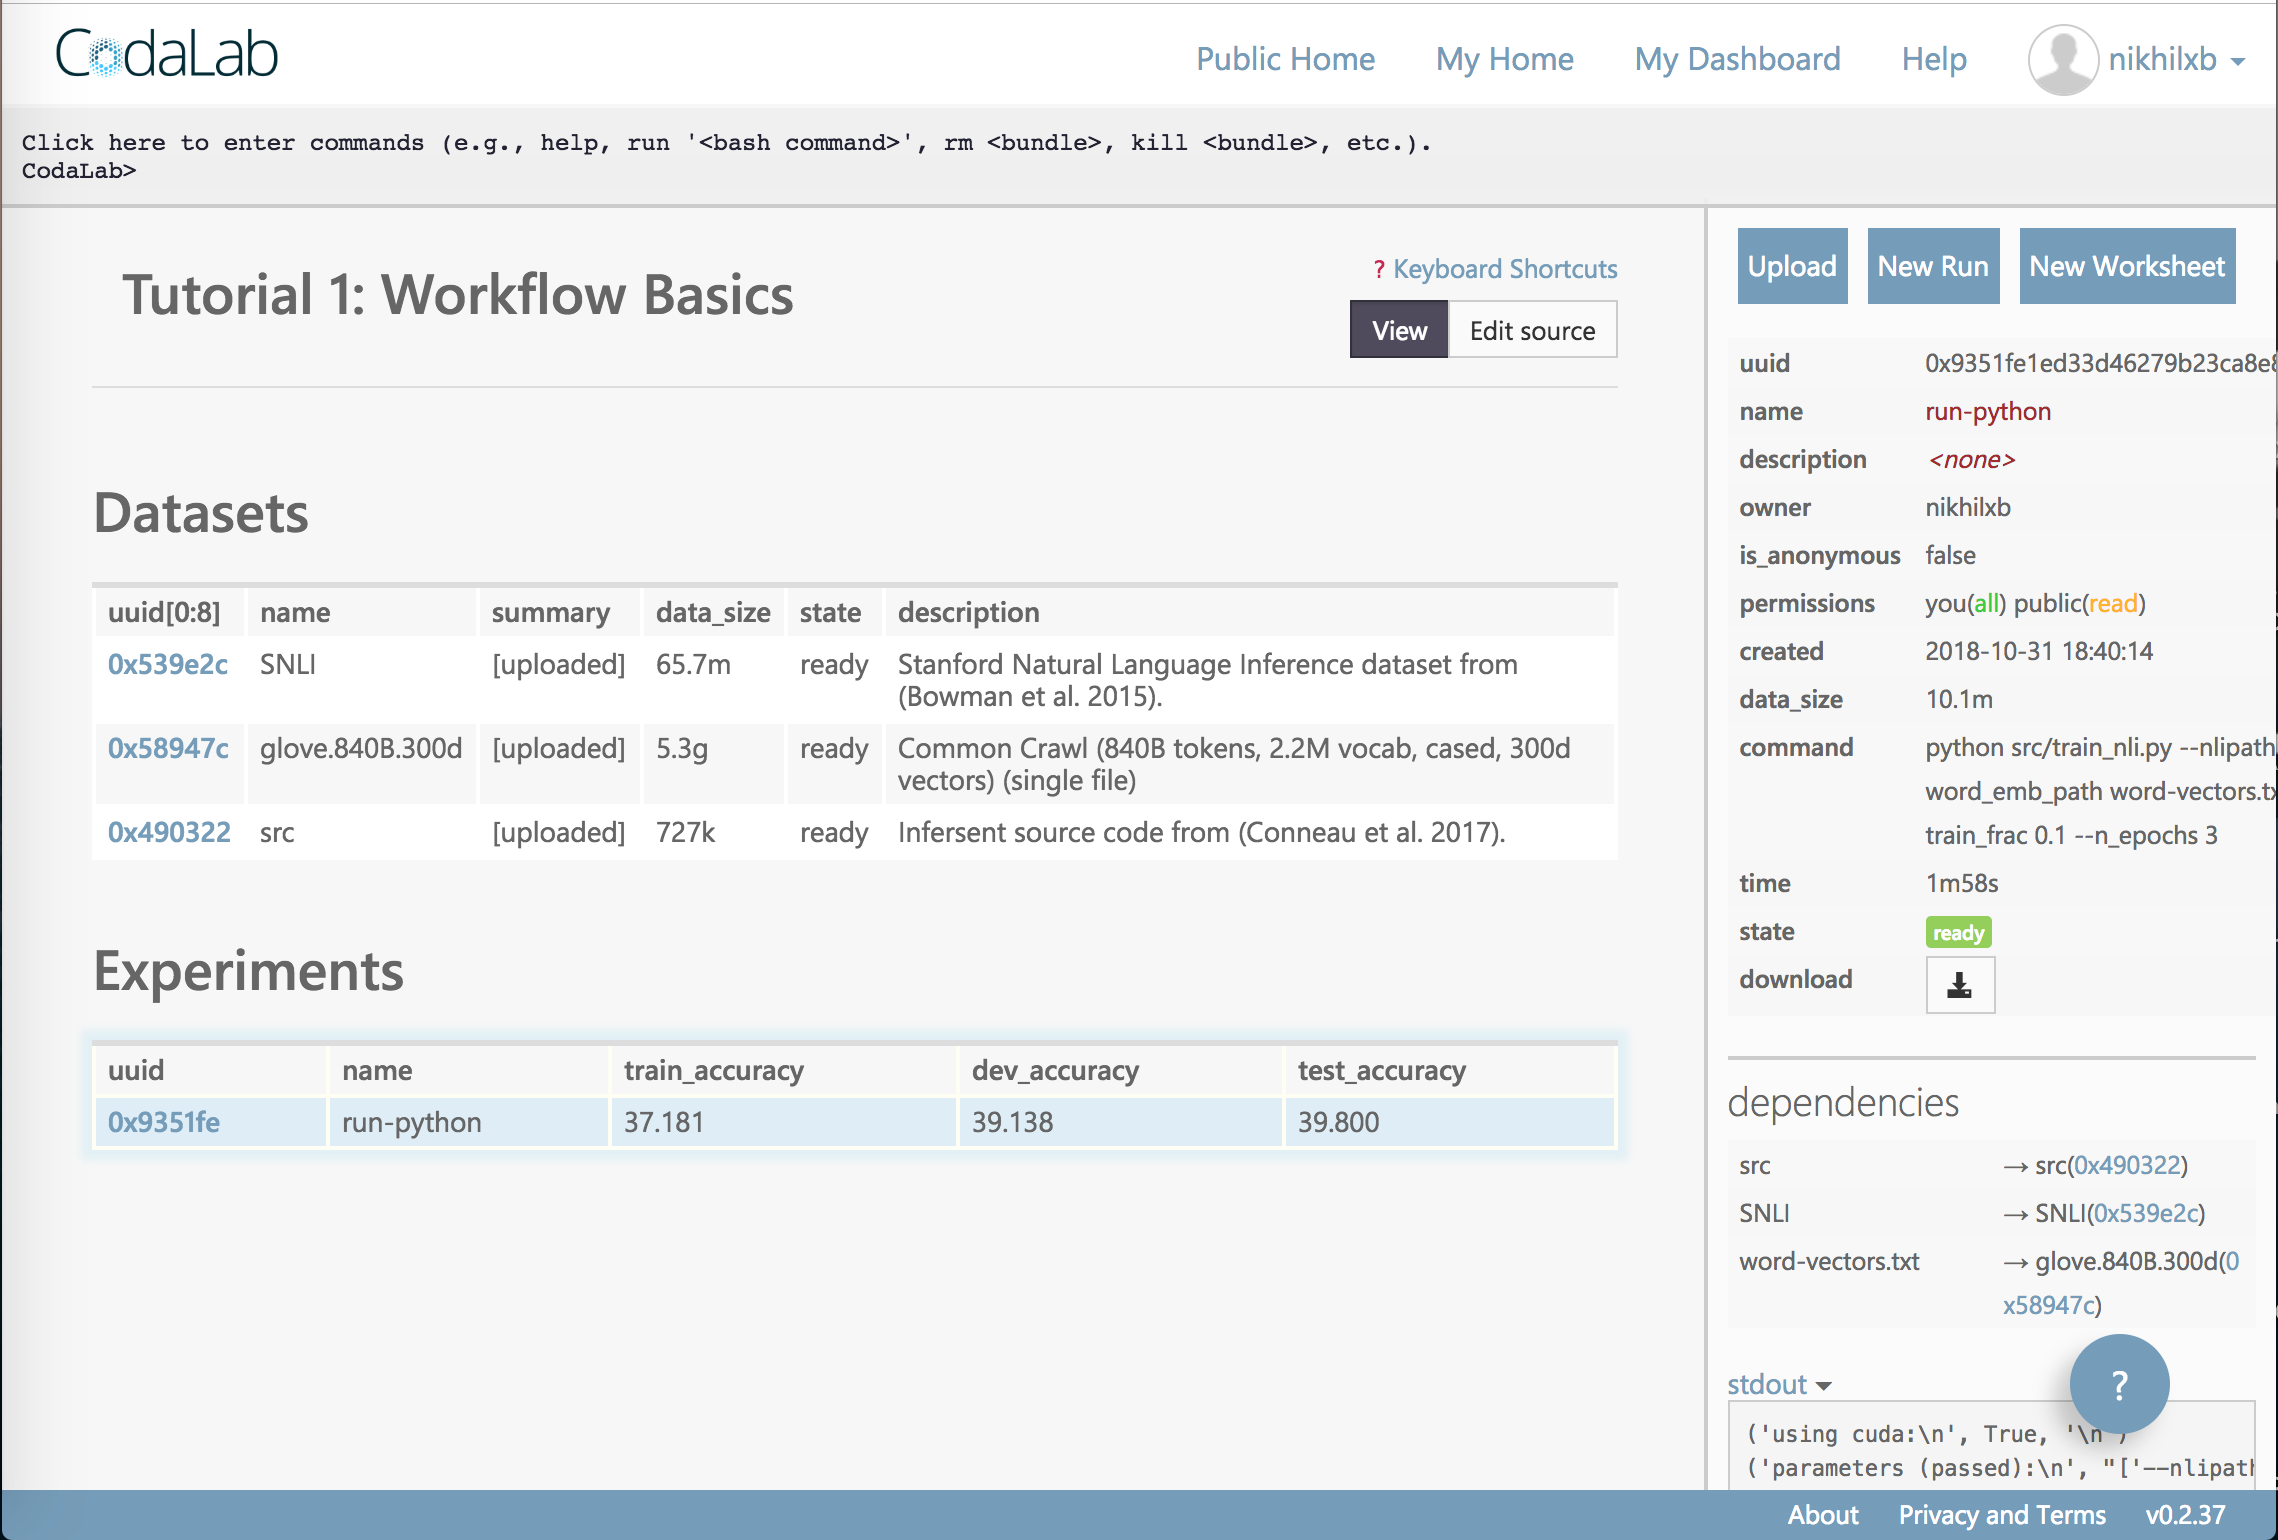 CodaLab
Public Home My Home My Dashboard Help nikhilxb
Click here to enter commands (e.g., help, run '<bash command>', rm <bundle>, kill <bundle>, etc.).
CodaLab>
Tutorial 1: Workflow Basics
? Keyboard Shortcuts
View Edit source
Datasets
uuid[0:8] name summary data_size state description
0x539e2c SNLI [uploaded] 65.7m ready Stanford Natural Language Inference dataset from
(Bowman et al. 2015).
0x58947c glove.840B.300d [uploaded] 5.3g ready Common Crawl (840B tokens, 2.2M vocab, cased, 300d
vectors) (single file)
0x490322 src [uploaded] 727k ready Infersent source code from (Conneau et al. 2017).
Experiments
uuid name train_accuracy dev_accuracy test_accuracy
0x9351fe run-python 37.181 39.138 39.800
Upload New Run New Worksheet
uuid 0x9351fe1ed33d46279b23ca8e
name run-python
description <none>
owner nikhilxb
is_anonymous false
permissions you(all) public(read)
created 2018-10-31 18:40:14
data_size 10.1m
command python src/train_nli.py --nlipath
word_emb_path word-vectors.tx
train_frac 0.1 --n_epochs 3
time 1m58s
state ready
download
dependencies
src → src(0x490322)
SNLI → SNLI(0x539e2c)
word-vectors.txt → glove.840B.300d(0
x58947c)
stdout
?
('using cuda:\n', True, '\n')
('parameters (passed):\n', "['--nlipath
About Privacy and Terms v0.2.37